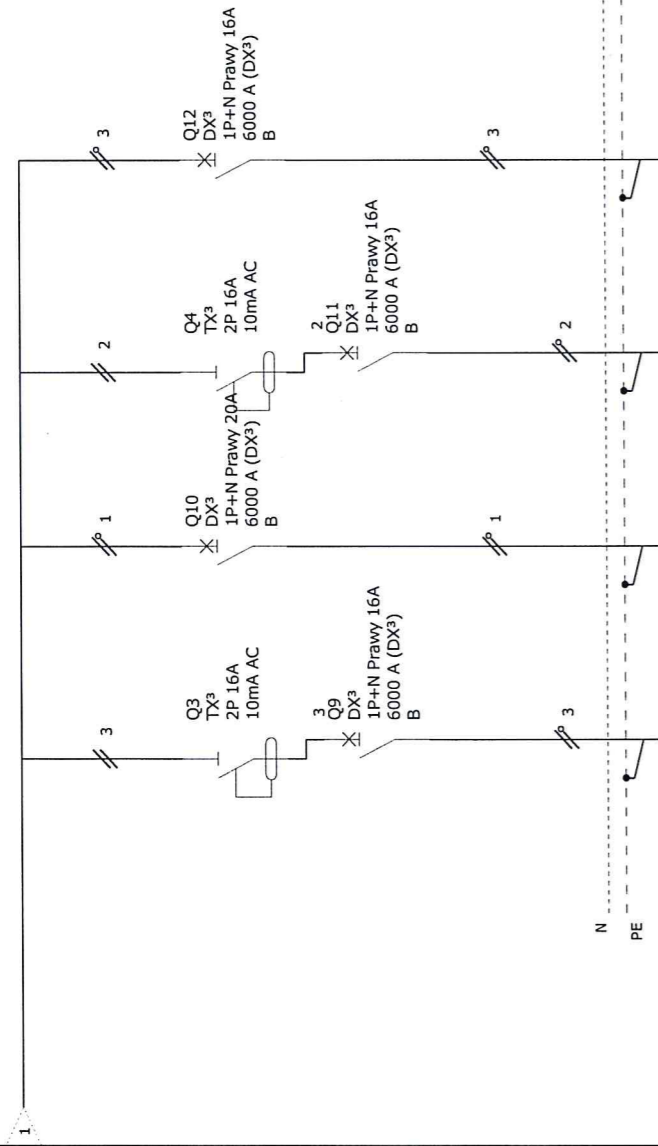 1
3
Q3
TX³
2P 16A
10mA AC
3
Q9
DX³
1P+N Prawy 16A
6000 A (DX³)
B
3
1
Q10
DX³
1P+N Prawy 20A
6000 A (DX³)
B
1
2
Q4
TX³
2P 16A
10mA AC
2
Q11
DX³
1P+N Prawy 16A
6000 A (DX³)
B
2
3
Q12
DX³
1P+N Prawy 16A
6000 A (DX³)
B
3
N
PE